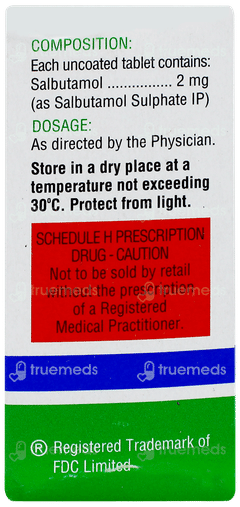 COMPOSITION:
Each uncoated tablet contains:
Salbutamol ................ 2 mg
(as Salbutamol Sulphate IP)
DOSAGE:
As directed by the Physician.
Store in a dry place at a
temperature not exceeding
30°C. Protect from light.
SCHEDULE H PRESCRIPTION
DRUG - CAUTION
Not to be sold by retail
without the prescription
of a Registered
Medical Practitioner.
truemeds truemeds
truemeds truemeds
® Registered Trademark of
FDC Limited